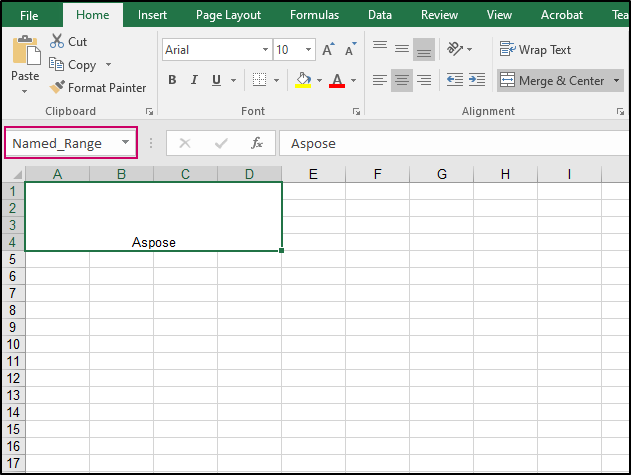 File Home Insert Page Layout Formulas Data Review View Acrobat Tea
Cut
Copy
Format Painter
Paste
Clipboard
Arial 10 A A
B I U A
Font
ab
Wrap Text
Merge & Center
Alignment
Named_Range fx Aspose
A B C D E F G H I
1
2
3
4 Aspose
5
6
7
8
9
10
11
12
13
14
15
16
17